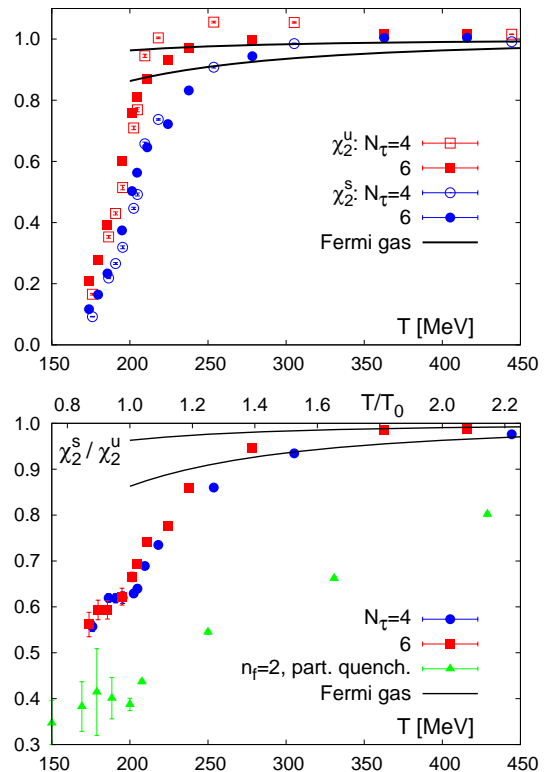 1.0
0.8
0.6
0.4
0.2
0.0
χ₂ᵘ: N_τ=4
6
χ₂ˢ: N_τ=4
6
Fermi gas
T [MeV]
150 200 250 300 350 400 450
0.8 1.0 1.2 1.4 1.6 1.8 2.0 2.2
T/T₀
χ₂ˢ / χ₂ᵘ
1.0
0.9
0.8
0.7
0.6
0.5
0.4
0.3
N_τ=4
6
n_f=2, part. quench.
Fermi gas
T [MeV]
150 200 250 300 350 400 450